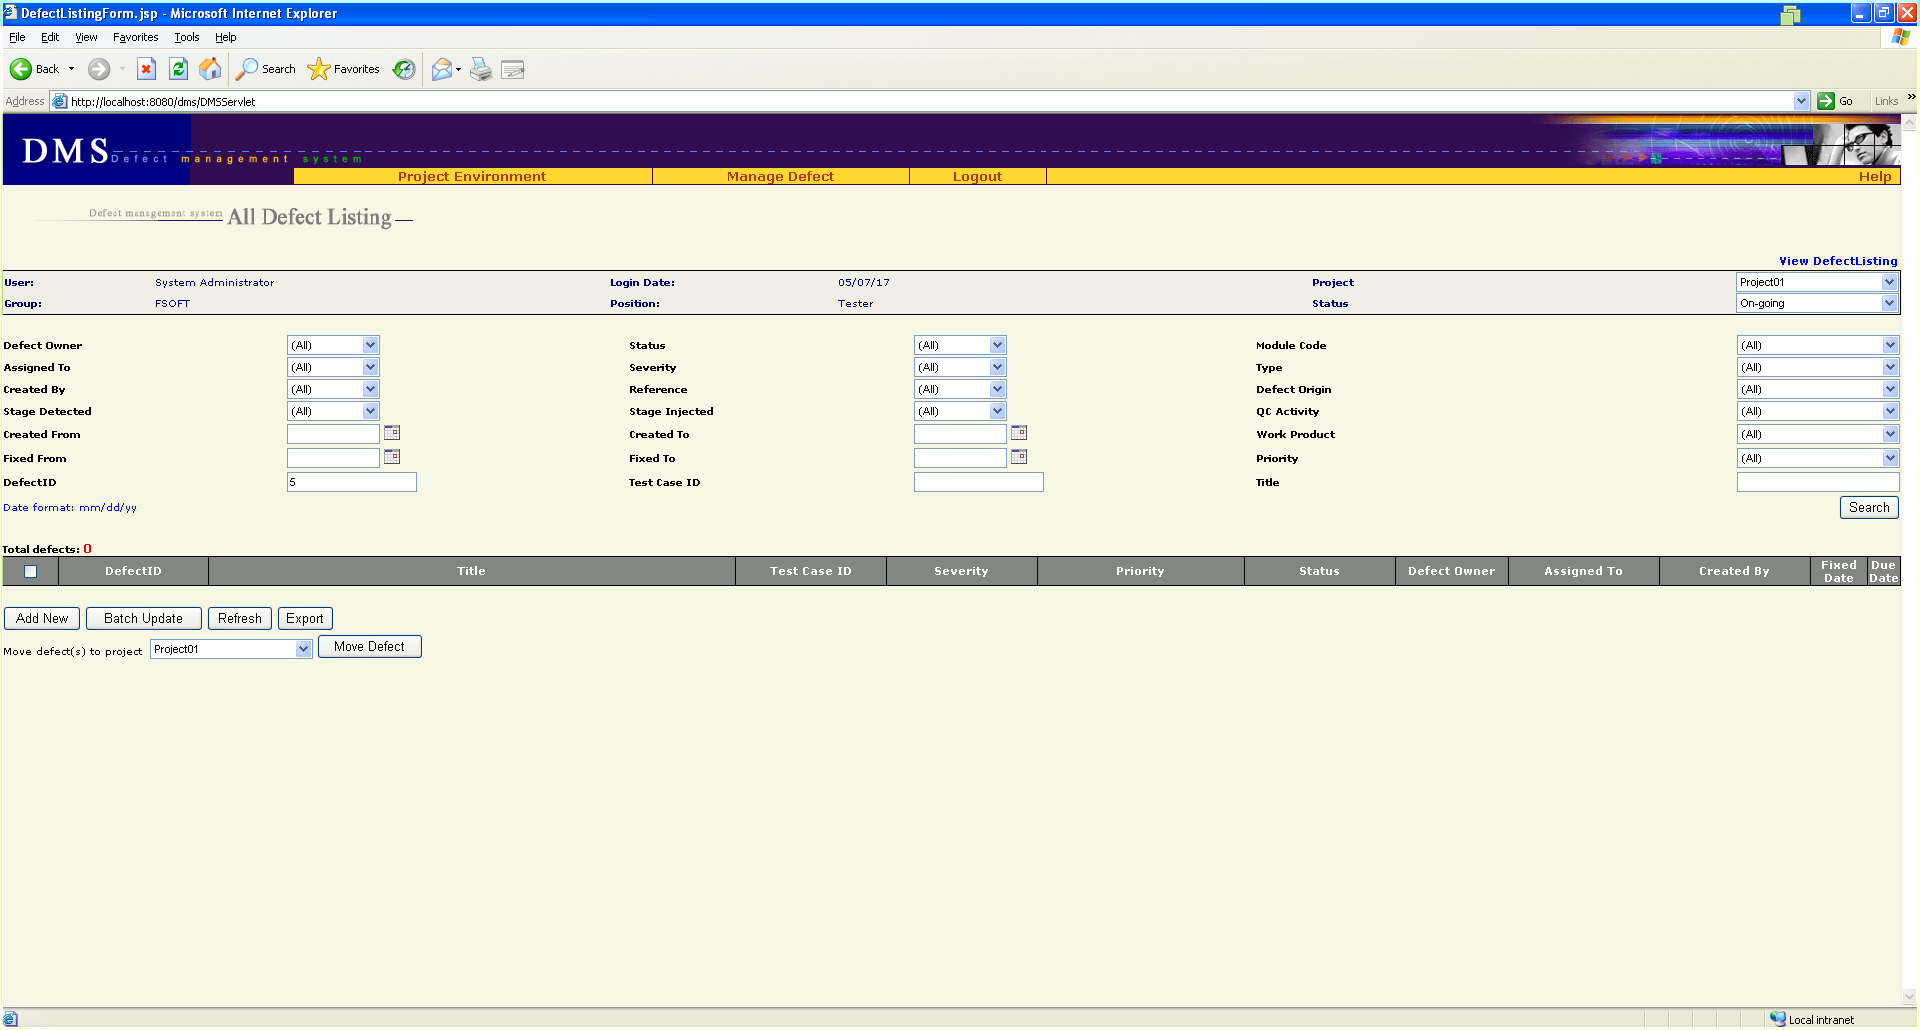 DefectListingForm.jsp - Microsoft Internet Explorer
File Edit View Favorites Tools Help
Back Search Favorites
Address http://localhost:8080/dms/DMSServlet Go Links »
DMS Defect management system
Project Environment Manage Defect Logout Help
Defect management system All Defect Listing
View DefectListing
User: System Administrator Login Date: 05/07/17 Project Project01
Group: FSOFT Position: Tester Status On-going
Defect Owner (All) Status (All) Module Code (All)
Assigned To (All) Severity (All) Type (All)
Created By (All) Reference (All) Defect Origin (All)
Stage Detected (All) Stage Injected (All) QC Activity (All)
Created From Created To Work Product (All)
Fixed From Fixed To Priority (All)
DefectID 5 Test Case ID Title
Date format: mm/dd/yy Search
Total defects: 0
DefectID Title Test Case ID Severity Priority Status Defect Owner Assigned To Created By Fixed Date Due Date
Add New Batch Update Refresh Export
Move defect(s) to project Project01 Move Defect
Local intranet